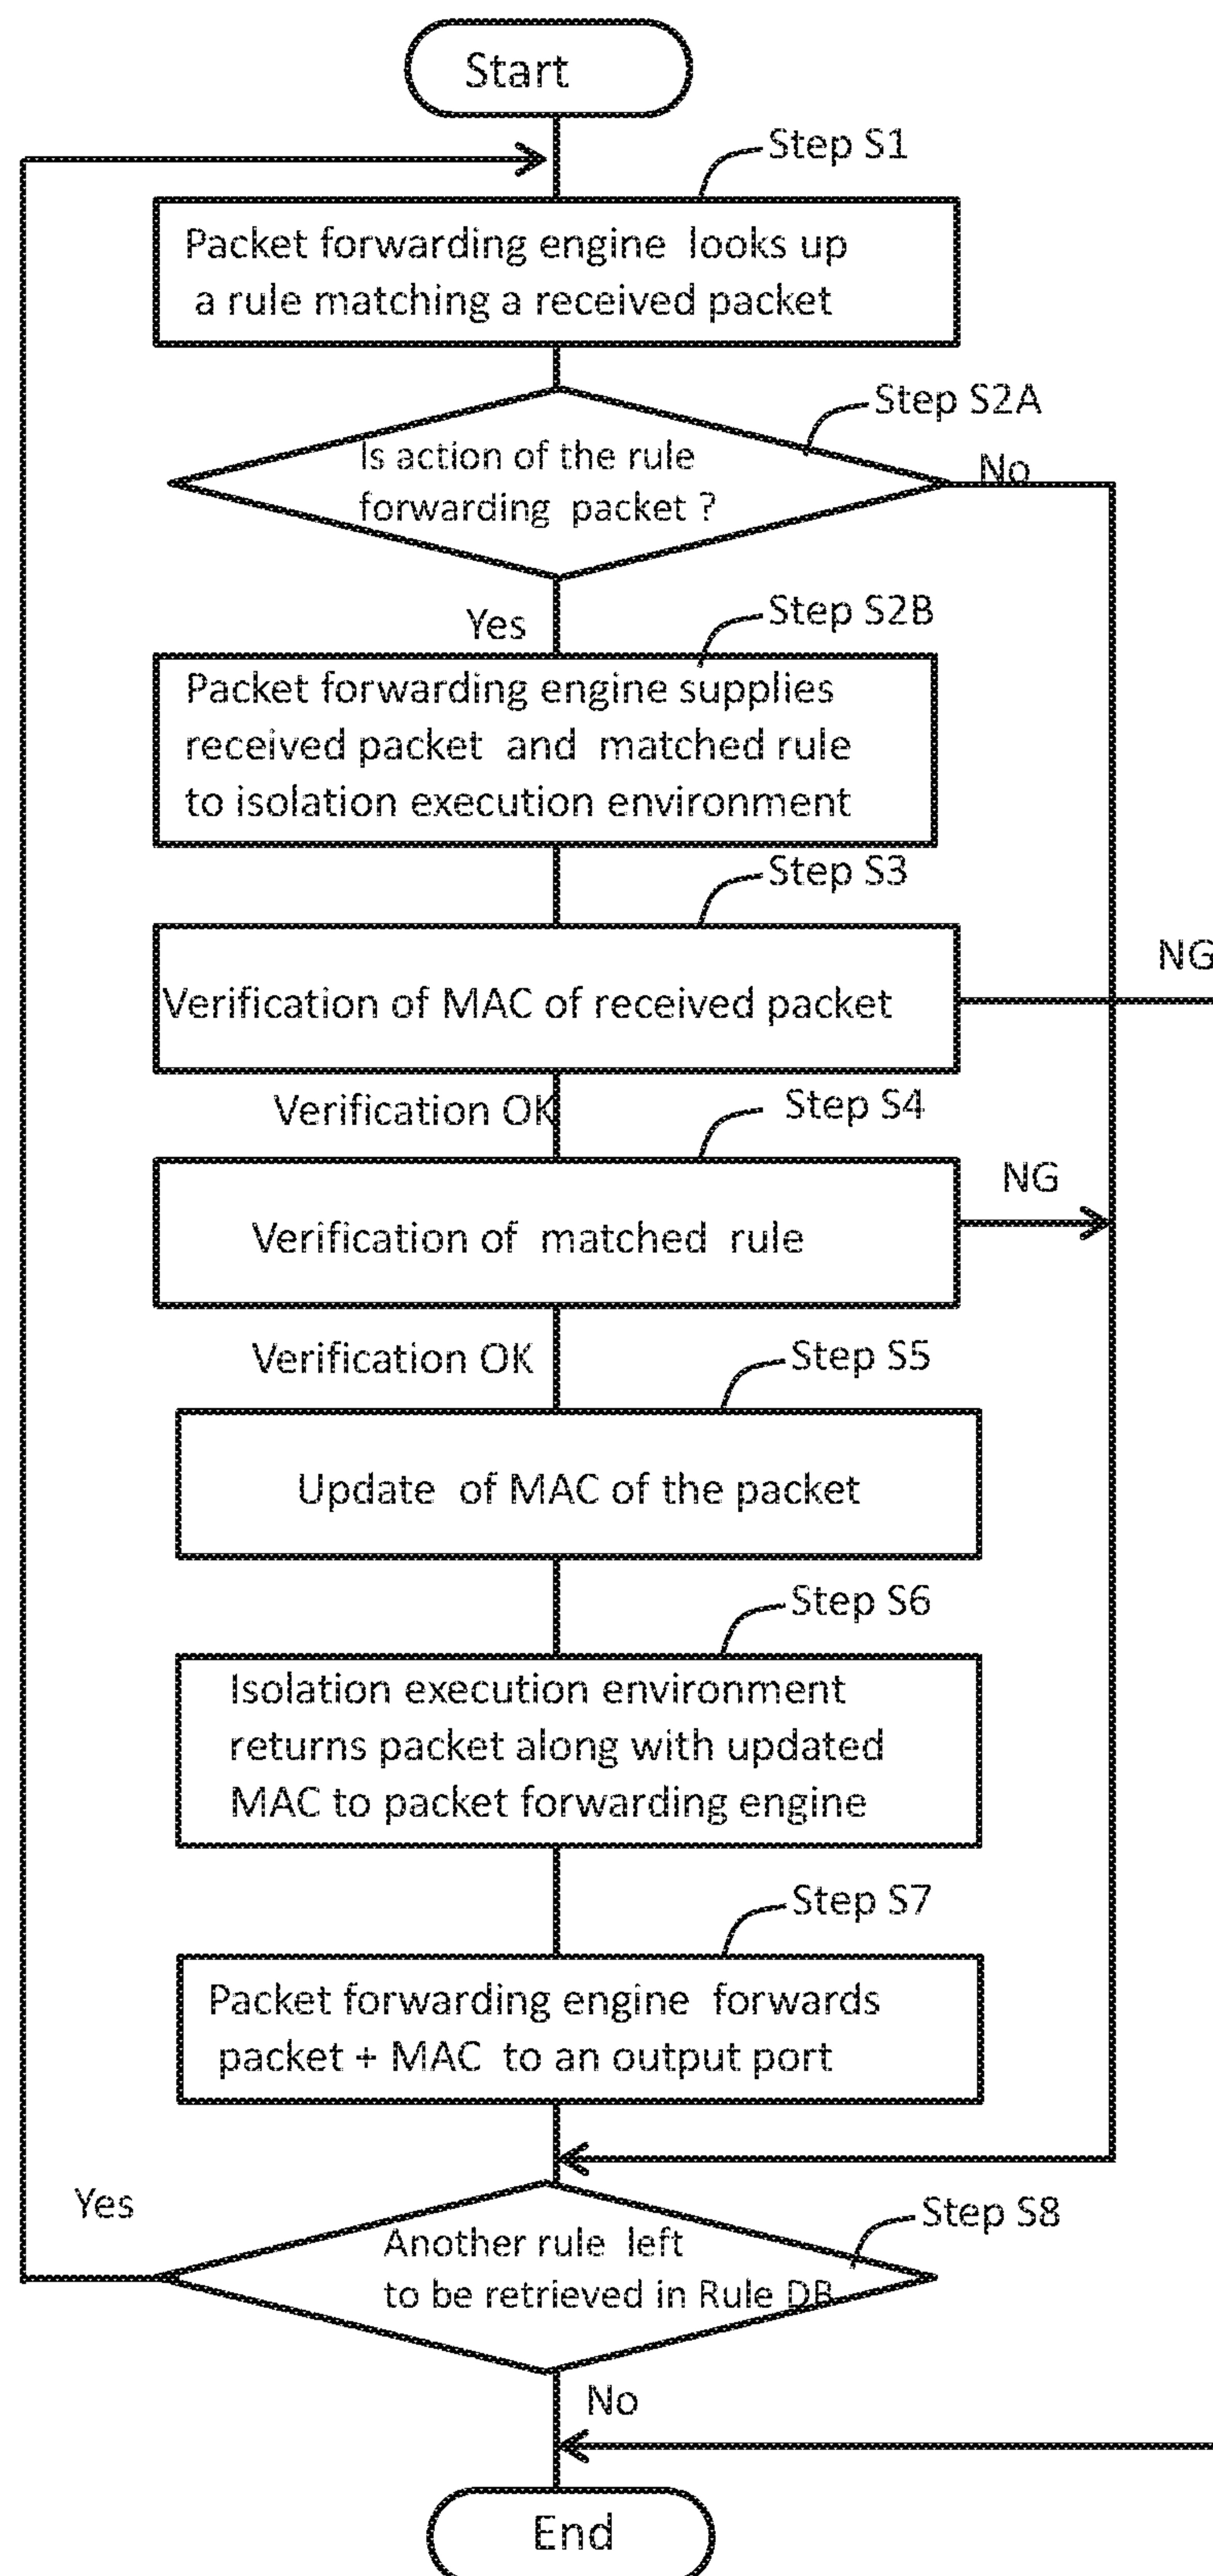 Start
Step S1
Packet forwarding engine looks up
a rule matching a received packet
Step S2A
Is action of the rule
forwarding packet ?
No
Yes
Step S2B
Packet forwarding engine supplies
received packet and matched rule
to isolation execution environment
Step S3
NG
Verification of MAC of received packet
Verification OK
Step S4
NG
Verification of matched rule
Verification OK
Step S5
Update of MAC of the packet
Step S6
Isolation execution environment
returns packet along with updated
MAC to packet forwarding engine
Step S7
Packet forwarding engine forwards
packet + MAC to an output port
Yes
Step S8
Another rule left
to be retrieved in Rule DB
No
End